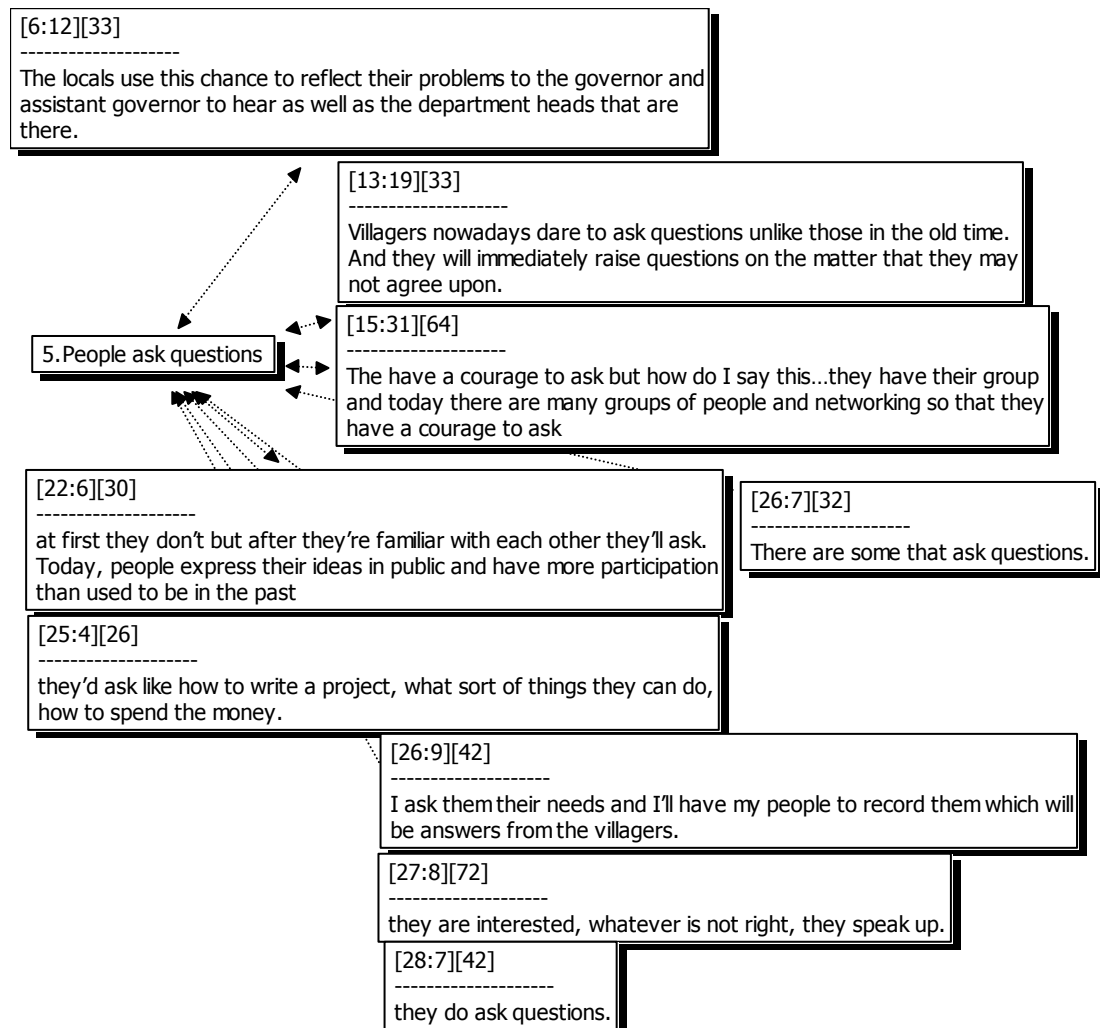 [6:12][33]
--------------------
The locals use this chance to reflect their problems to the governor and
assistant governor to hear as well as the department heads that are
there.
[13:19][33]
--------------------
Villagers nowadays dare to ask questions unlike those in the old time.
And they will immediately raise questions on the matter that they may
not agree upon.
5.People ask questions
[15:31][64]
--------------------
The have a courage to ask but how do I say this...they have their group
and today there are many groups of people and networking so that they
have a courage to ask
[22:6][30]
--------------------
at first they don’t but after they’re familiar with each other they’ll ask.
Today, people express their ideas in public and have more participation
than used to be in the past
[26:7][32]
--------------------
There are some that ask questions.
[25:4][26]
--------------------
they’d ask like how to write a project, what sort of things they can do,
how to spend the money.
[26:9][42]
--------------------
I ask them their needs and I’ll have my people to record them which will
be answers from the villagers.
[27:8][72]
--------------------
they are interested, whatever is not right, they speak up.
[28:7][42]
--------------------
they do ask questions.